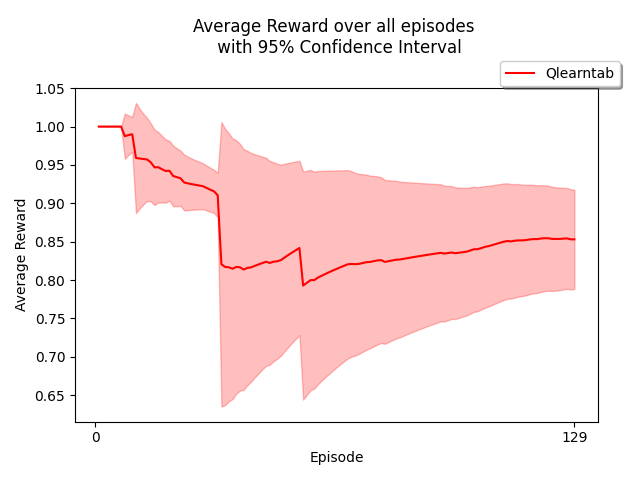 Average Reward over all episodes
with 95% Confidence Interval
Qlearntab
1.05
1.00
0.95
0.90
0.85
0.80
0.75
0.70
0.65
Average Reward
0
129
Episode